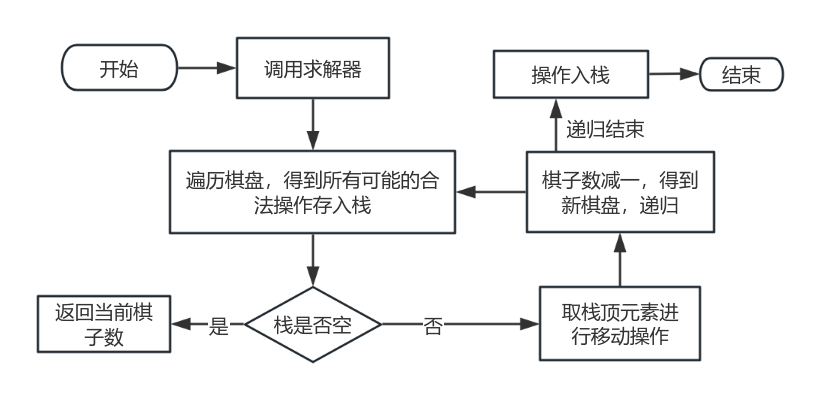 开始
调用求解器
操作入栈
结束
递归结束
遍历棋盘，得到所有可能的合
法操作存入栈
棋子数减一，得到
新棋盘，递归
返回当前棋
子数
是
栈是否空
否
取栈顶元素进
行移动操作